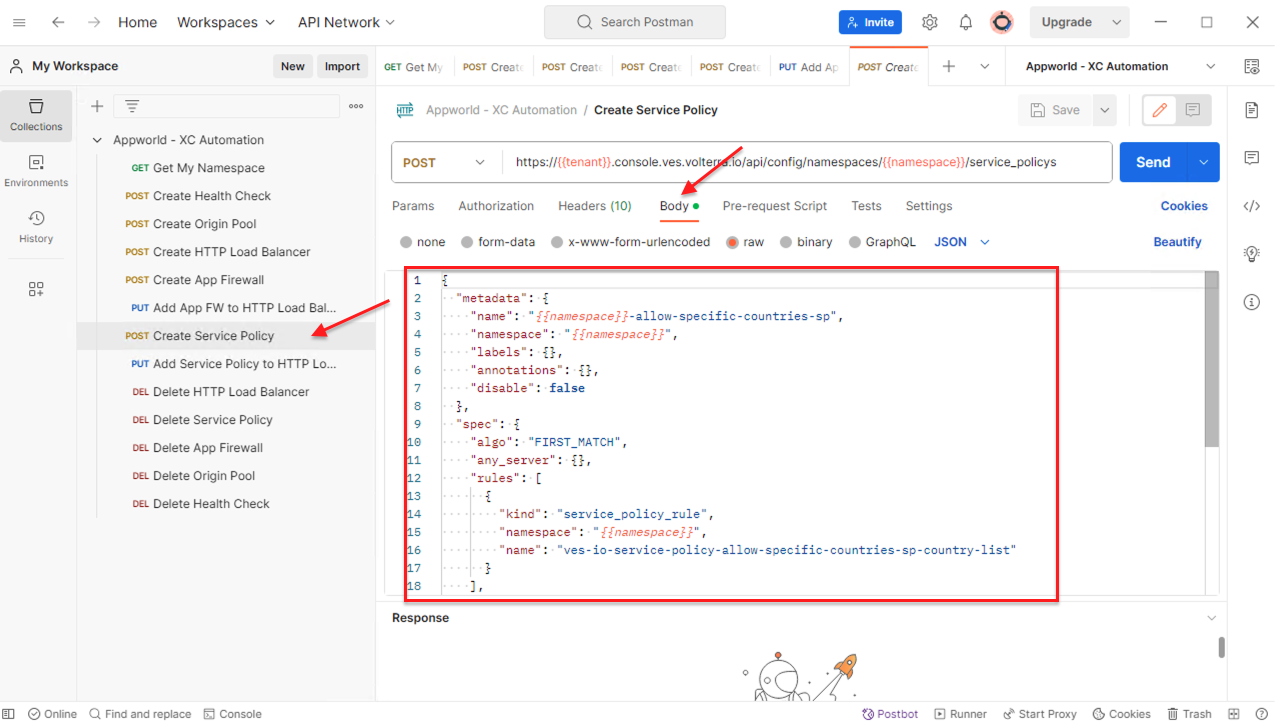 Home
Workspaces
API Network
Search Postman
Invite
Upgrade
My Workspace
New
Import
GET Get My
POST Create
POST Create
POST Create
POST Create
PUT Add Ap
POST Create
Appworld - XC Automation
Collections
Environments
History
Appworld - XC Automation
GET Get My Namespace
POST Create Health Check
POST Create Origin Pool
POST Create HTTP Load Balancer
POST Create App Firewall
PUT Add App FW to HTTP Load Bal...
POST Create Service Policy
PUT Add Service Policy to HTTP Lo...
DEL Delete HTTP Load Balancer
DEL Delete Service Policy
DEL Delete App Firewall
DEL Delete Origin Pool
DEL Delete Health Check
HTTP Appworld - XC Automation / Create Service Policy
Save
POST
https://{{tenant}}.console.ves.volterra.io/api/config/namespaces/{{namespace}}/service_policys
Send
Params Authorization Headers (10) Body Pre-request Script Tests Settings Cookies
none form-data x-www-form-urlencoded raw binary GraphQL JSON Beautify
1 {
2 "metadata": {
3 "name": "{{namespace}}-allow-specific-countries-sp",
4 "namespace": "{{namespace}}",
5 "labels": {},
6 "annotations": {},
7 "disable": false
8 },
9 "spec": {
10 "algo": "FIRST_MATCH",
11 "any_server": {},
12 "rules": [
13 {
14 "kind": "service_policy_rule",
15 "namespace": "{{namespace}}",
16 "name": "ves-io-service-policy-allow-specific-countries-sp-country-list"
17 }
18 ],
Response
Online
Find and replace
Console
Postbot
Runner
Start Proxy
Cookies
Trash